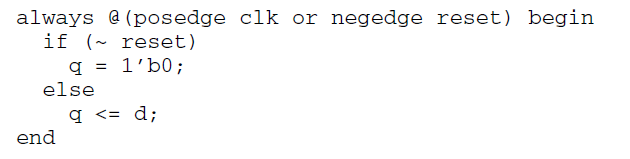 always @(posedge clk or negedge reset) begin
  if (~ reset)
    q = 1'b0;
  else
    q <= d;
end